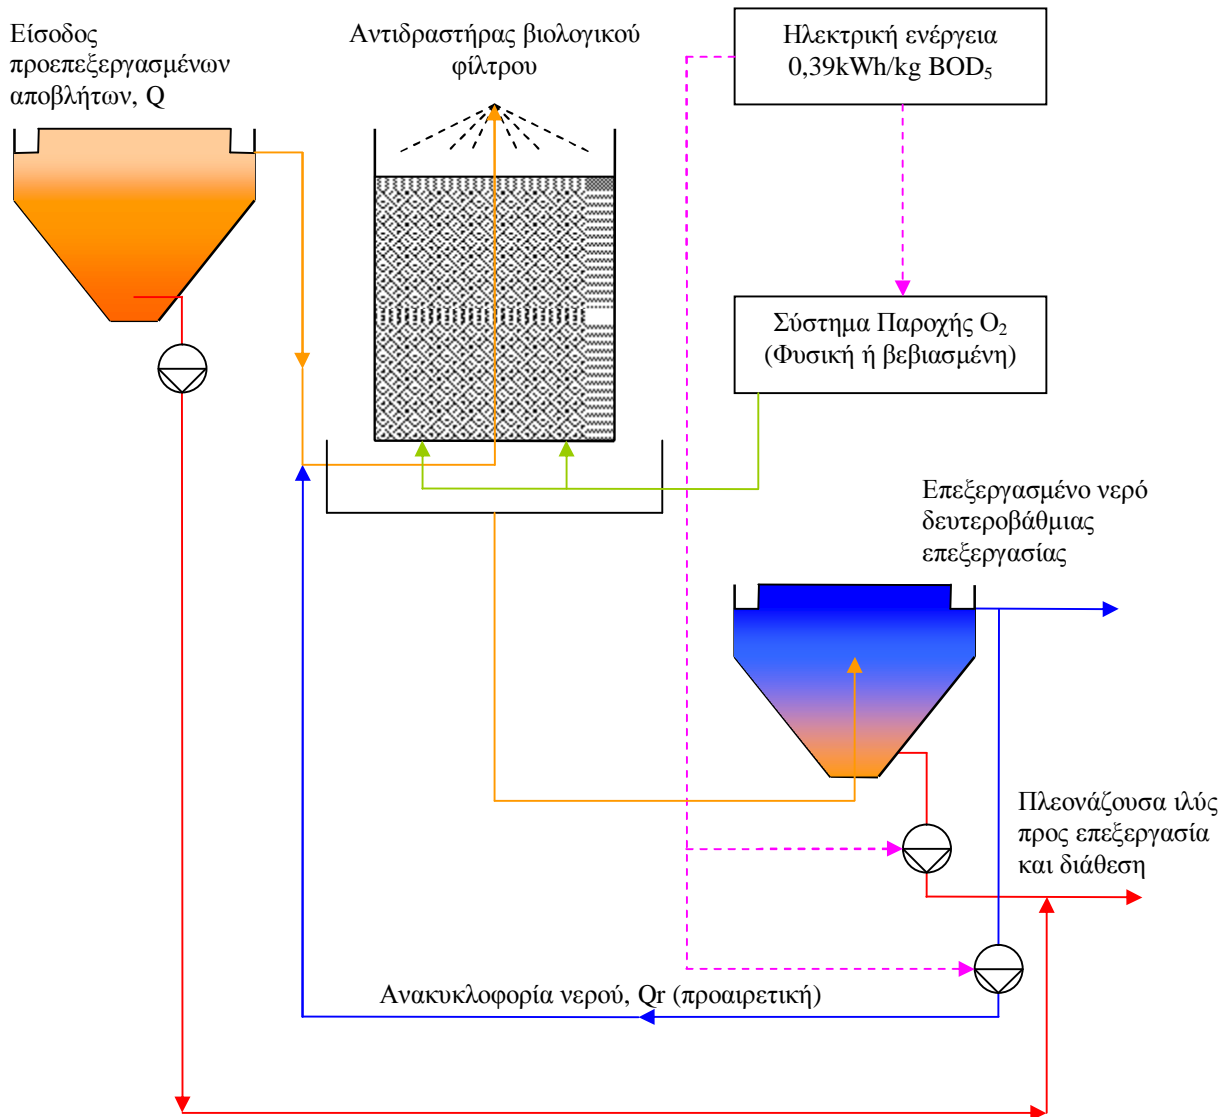 Είσοδος
προεπεξεργασμένων
αποβλήτων, Q
Αντιδραστήρας βιολογικού
φίλτρου
Ηλεκτρική ενέργεια
0,39kWh/kg BOD₅
Σύστημα Παροχής O₂
(Φυσική ή βεβιασμένη)
Επεξεργασμένο νερό
δευτεροβάθμιας
επεξεργασίας
Πλεονάζουσα ιλύς
προς επεξεργασία
και διάθεση
Ανακυκλοφορία νερού, Qr (προαιρετική)